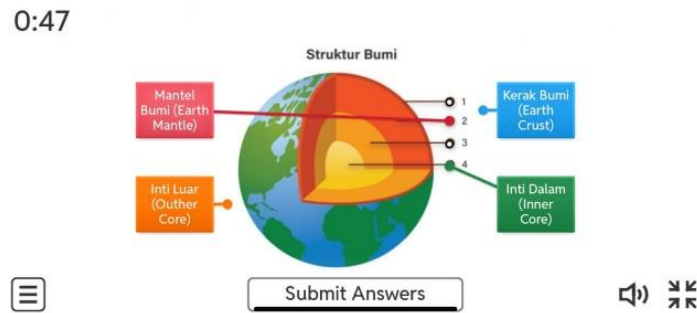 0:47
Struktur Bumi
Mantel
Bumi (Earth
Mantle)
Kerak Bumi
(Earth
Crust)
1
2
3
4
Inti Luar
(Outher
Core)
Inti Dalam
(Inner
Core)
Submit Answers